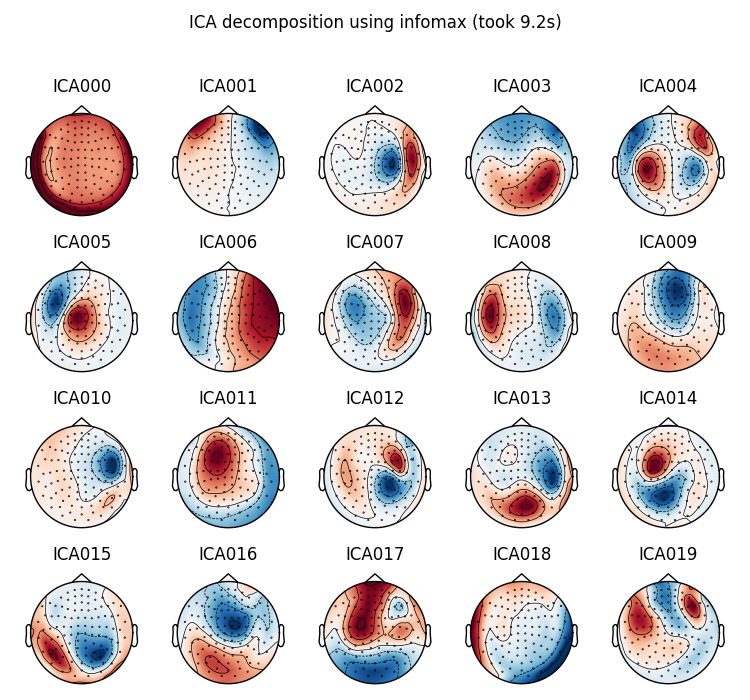 ICA decomposition using infomax (took 9.2s)
ICA000 ICA001 ICA002 ICA003 ICA004
ICA005 ICA006 ICA007 ICA008 ICA009
ICA010 ICA011 ICA012 ICA013 ICA014
ICA015 ICA016 ICA017 ICA018 ICA019